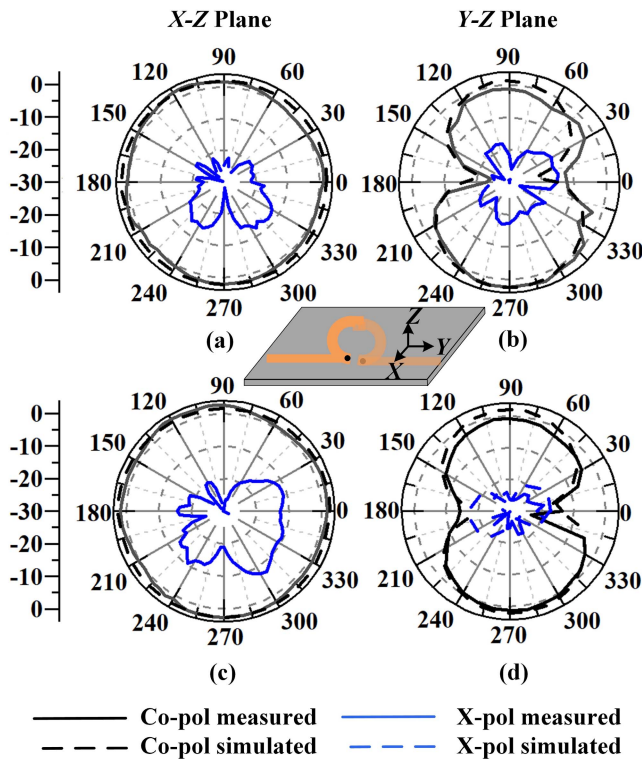 X-Z Plane Y-Z Plane
90 90
120 60 120 60
0
-10 150 30 150 30
-20
-30 180 0 180 0
-20
-10 210 330 210 330
0
240 300 240 300
270 270
(a) (b)
Z
Y
X
90 90
120 60 120 60
0
-10 150 30 150 30
-20
-30 180 0 180 0
-20
-10 210 330 210 330
0
240 300 240 300
270 270
(c) (d)
Co-pol measured X-pol measured
Co-pol simulated X-pol simulated